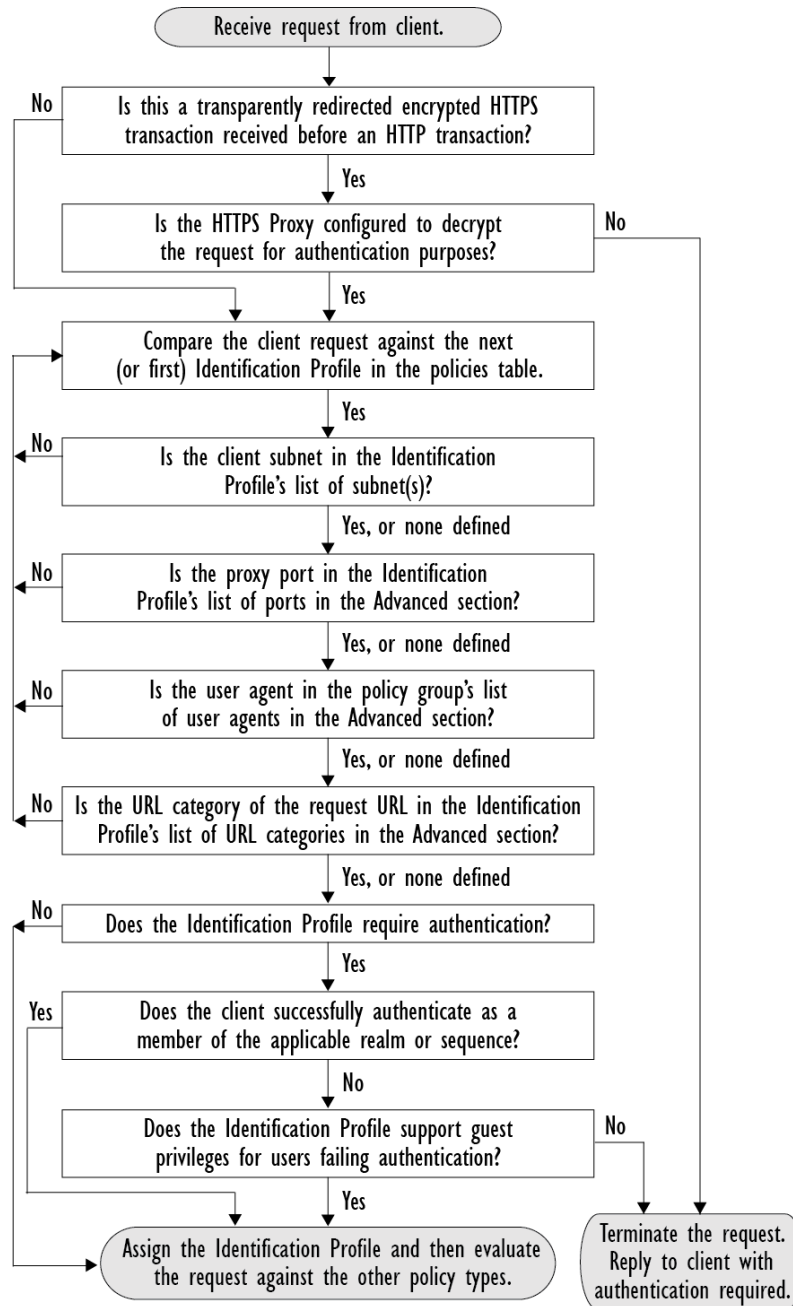 Receive request from client.
No
Is this a transparently redirected encrypted HTTPS
transaction received before an HTTP transaction?
Yes
Is the HTTPS Proxy configured to decrypt
the request for authentication purposes?
No
Yes
Compare the client request against the next
(or first) Identification Profile in the policies table.
Yes
No
Is the client subnet in the Identification
Profile's list of subnet(s)?
Yes, or none defined
No
Is the proxy port in the Identification
Profile's list of ports in the Advanced section?
Yes, or none defined
No
Is the user agent in the policy group's list
of user agents in the Advanced section?
Yes, or none defined
No
Is the URL category of the request URL in the Identification
Profile's list of URL categories in the Advanced section?
Yes, or none defined
No
Does the Identification Profile require authentication?
Yes
Yes
Does the client successfully authenticate as a
member of the applicable realm or sequence?
No
Does the Identification Profile support guest
privileges for users failing authentication?
No
Yes
Assign the Identification Profile and then evaluate
the request against the other policy types.
Terminate the request.
Reply to client with
authentication required.